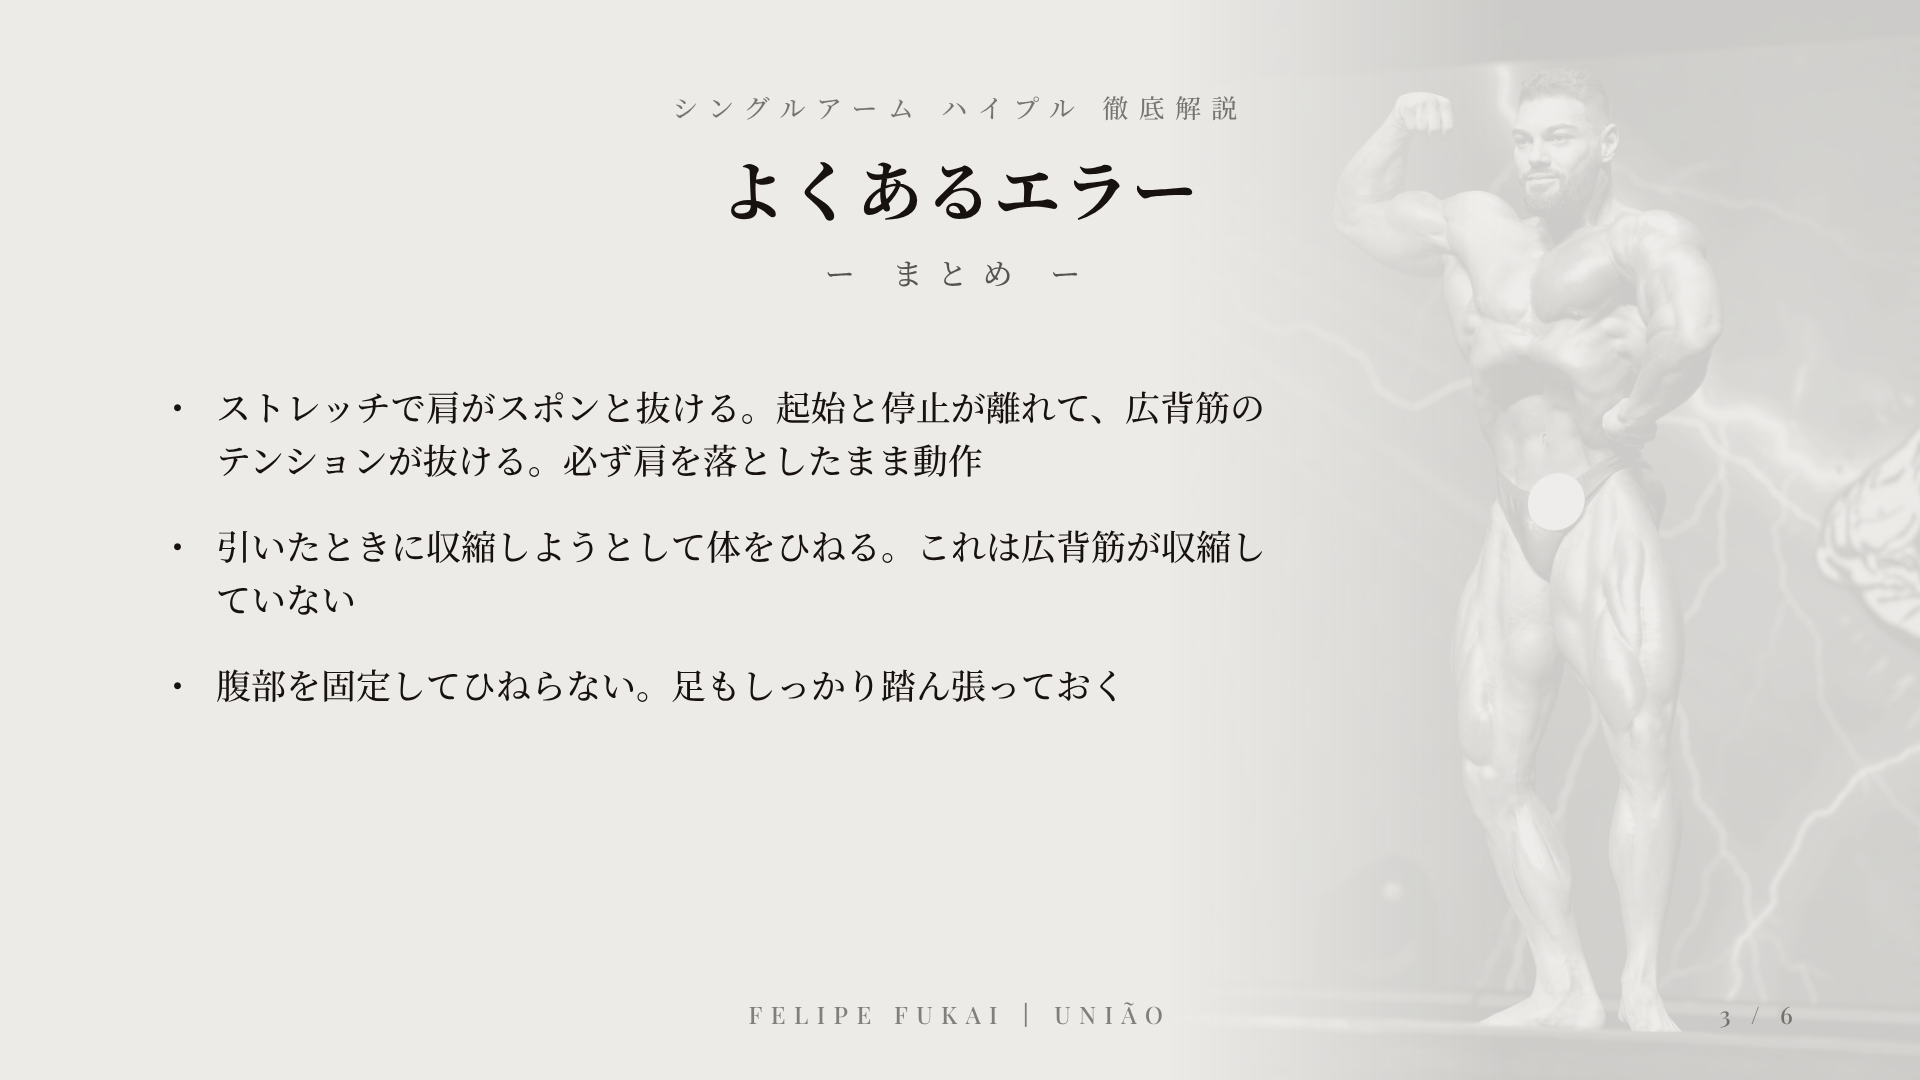 シングルアーム ハイプル 徹底解説
よくあるエラー
ー まとめ ー
・ ストレッチで肩がスポンと抜ける。起始と停止が離れて、広背筋の
テンションが抜ける。必ず肩を落としたまま動作
・ 引いたときに収縮しようとして体をひねる。これは広背筋が収縮し
ていない
・ 腹部を固定してひねらない。足もしっかり踏ん張っておく
FELIPE FUKAI | UNIÃO
3 / 6